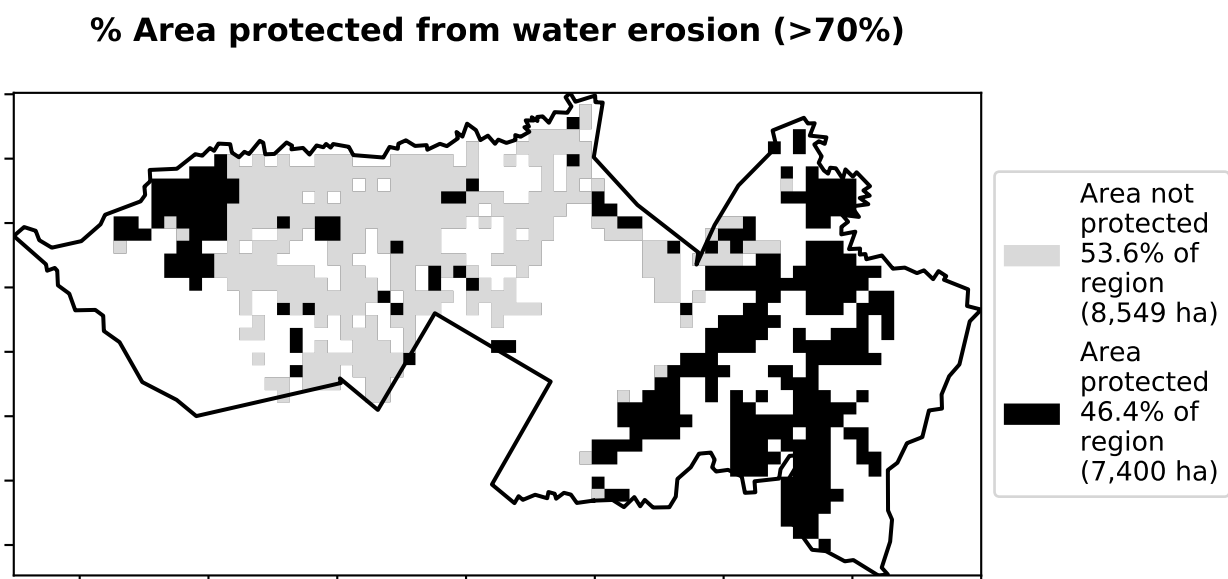 % Area protected from water erosion (>70%)
Area not
protected
53.6% of
region
(8,549 ha)
Area
protected
46.4% of
region
(7,400 ha)